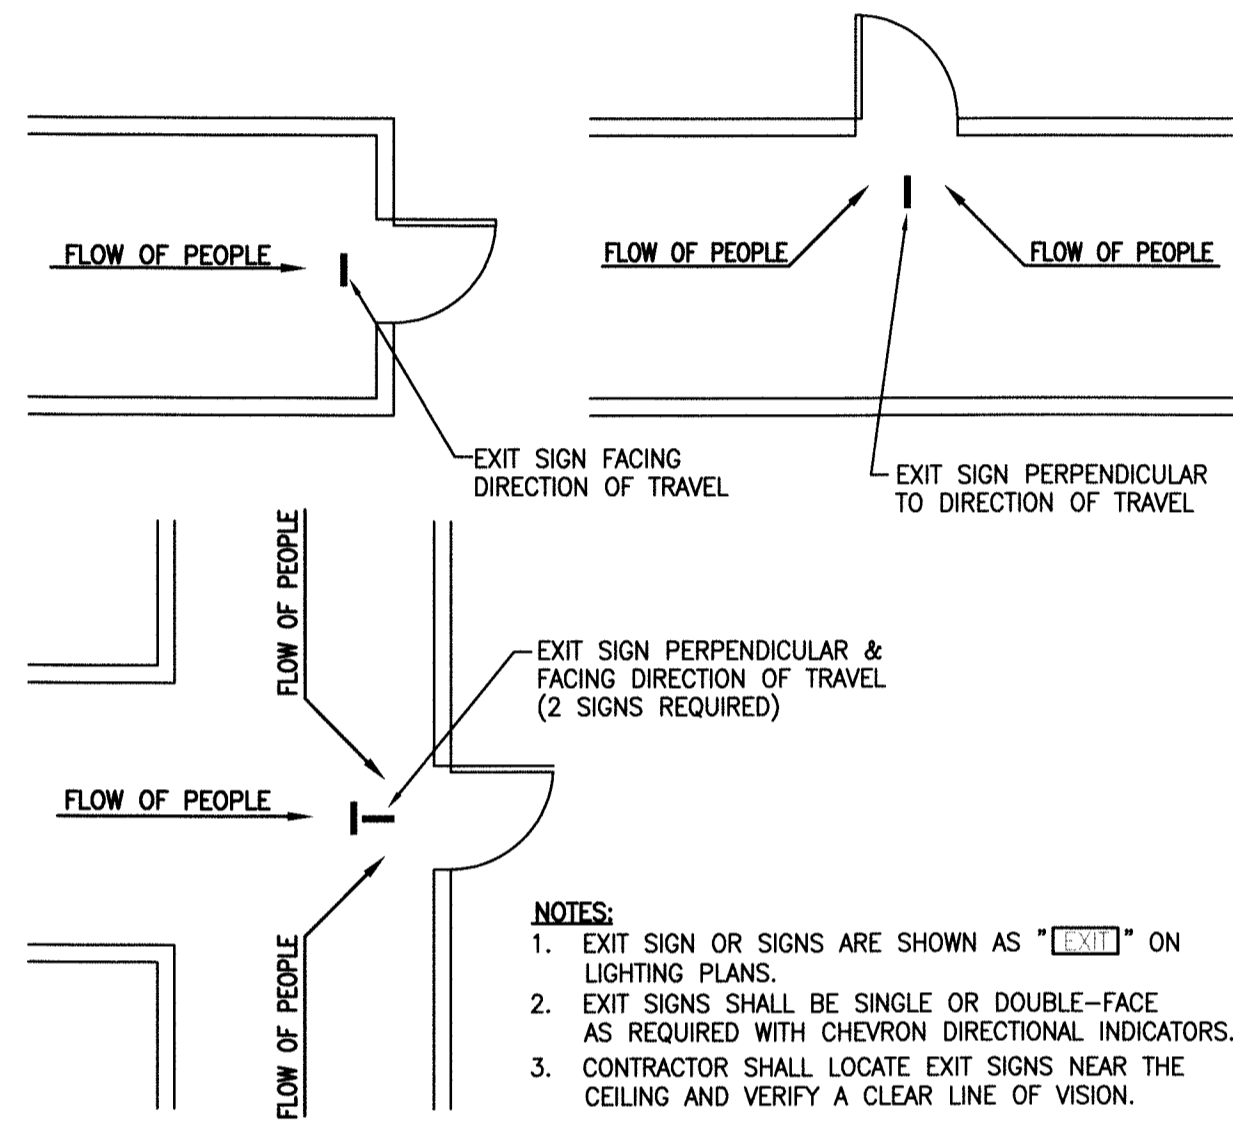 FLOW OF PEOPLE
FLOW OF PEOPLE
FLOW OF PEOPLE
EXIT SIGN FACING
DIRECTION OF TRAVEL
EXIT SIGN PERPENDICULAR
TO DIRECTION OF TRAVEL
FLOW OF PEOPLE
EXIT SIGN PERPENDICULAR &
FACING DIRECTION OF TRAVEL
(2 SIGNS REQUIRED)
FLOW OF PEOPLE
FLOW OF PEOPLE
NOTES:
1. EXIT SIGN OR SIGNS ARE SHOWN AS "EXIT" ON
LIGHTING PLANS.
2. EXIT SIGNS SHALL BE SINGLE OR DOUBLE-FACE
AS REQUIRED WITH CHEVRON DIRECTIONAL INDICATORS.
3. CONTRACTOR SHALL LOCATE EXIT SIGNS NEAR THE
CEILING AND VERIFY A CLEAR LINE OF VISION.